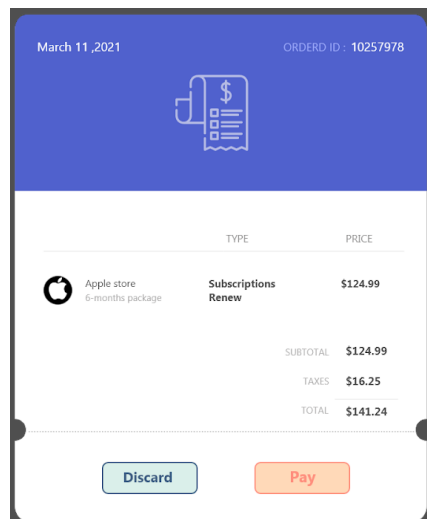 March 11 ,2021 ORDERD ID : 10257978
$
TYPE PRICE
Apple store Subscriptions $124.99
6-months package Renew
SUBTOTAL $124.99
TAXES $16.25
TOTAL $141.24
Discard Pay